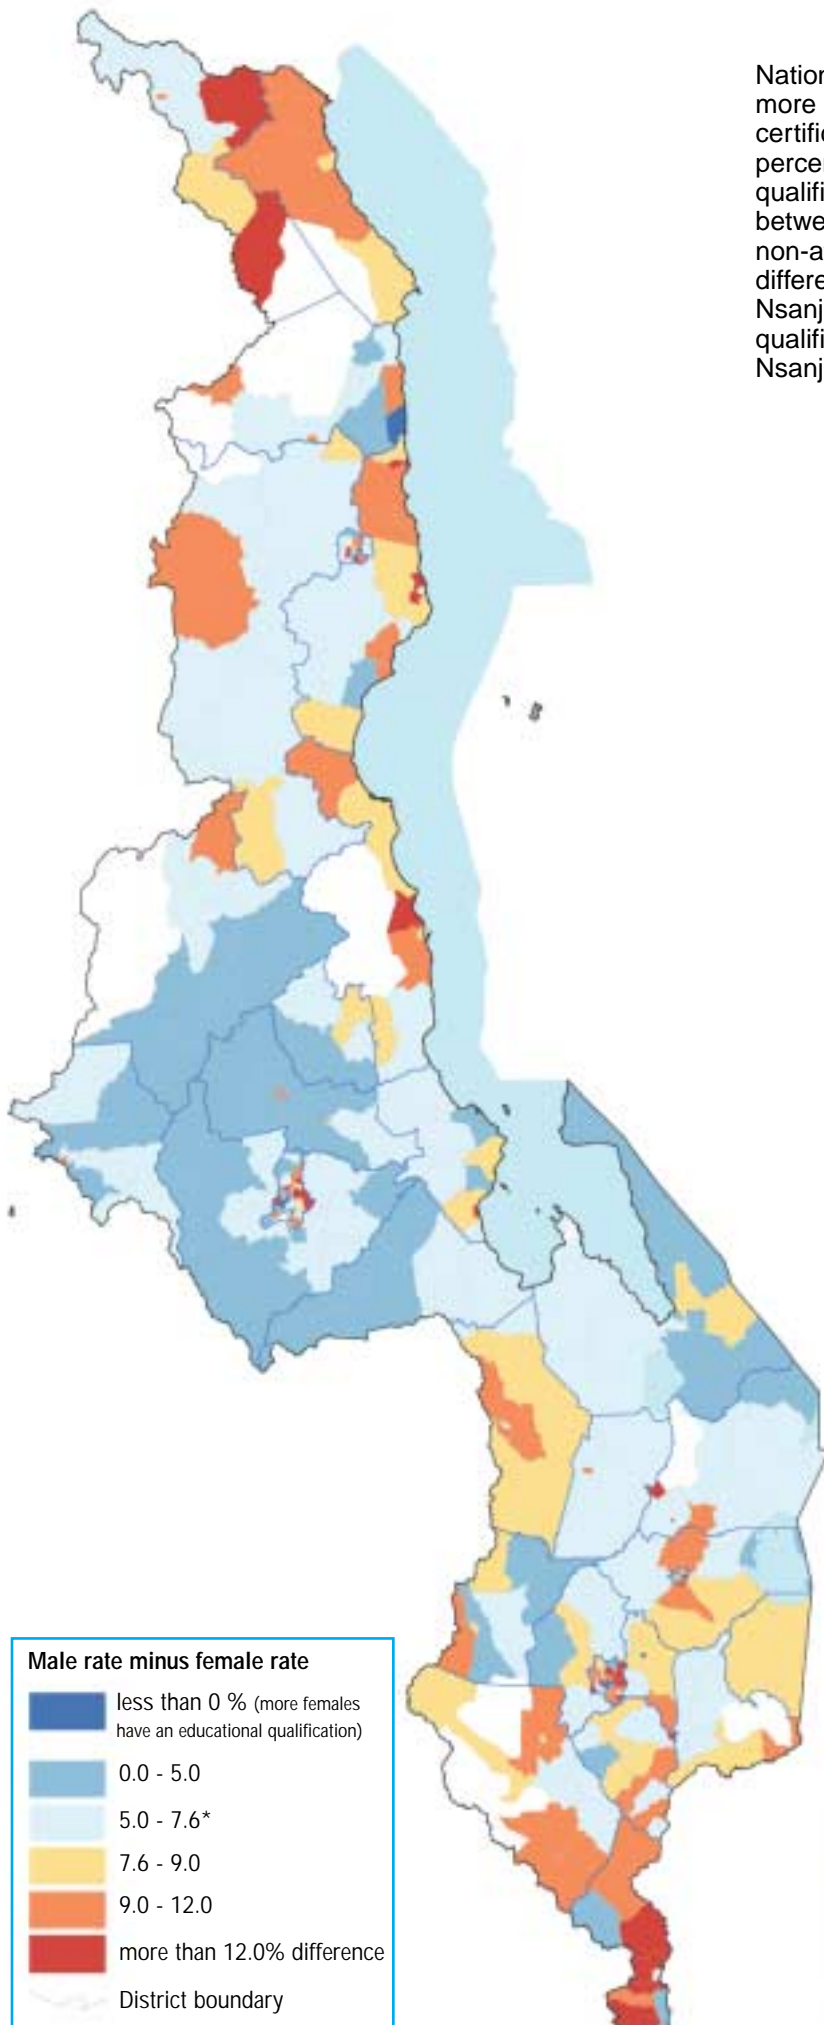 Nation
more
certific
percen
qualifi
betwe
non-a
differe
Nsanj
qualifi
Nsanj
Male rate minus female rate
less than 0 % (more females
have an educational qualification)
0.0 - 5.0
5.0 - 7.6*
7.6 - 9.0
9.0 - 12.0
more than 12.0% difference
District boundary